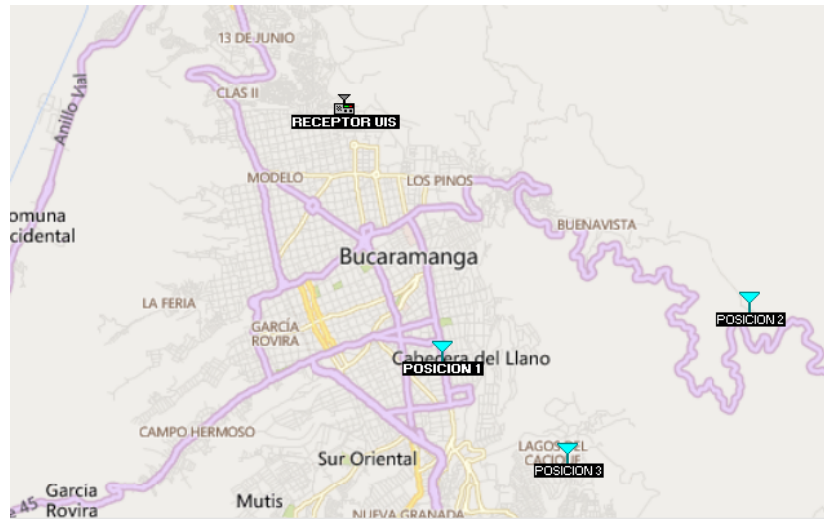 13 DE JUNIO
CLAS II
Anillo Vial
RECEPTOR UIS
MODELO
LOS PINOS
omuna
cidental
BUENAVISTA
Bucaramanga
LA FERIA
POSICION 2
GARCÍA
ROVIRA
Cabecera del Llano
POSICION 1
CAMPO HERMOSO
LAGOS DEL
CACIQUE
Sur Oriental
POSICION 3
Garcia
Rovira
e 45
Mutis
NUEVA GRANADA